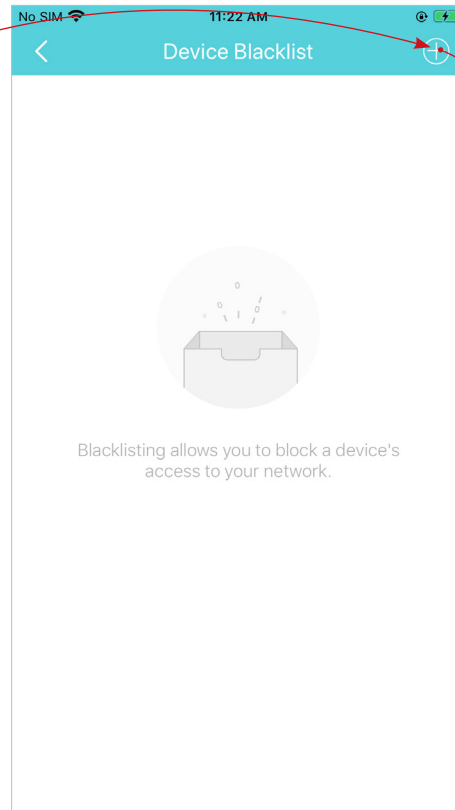 No SIM 11:22 AM
Device Blacklist
Blacklisting allows you to block a device's
access to your network.